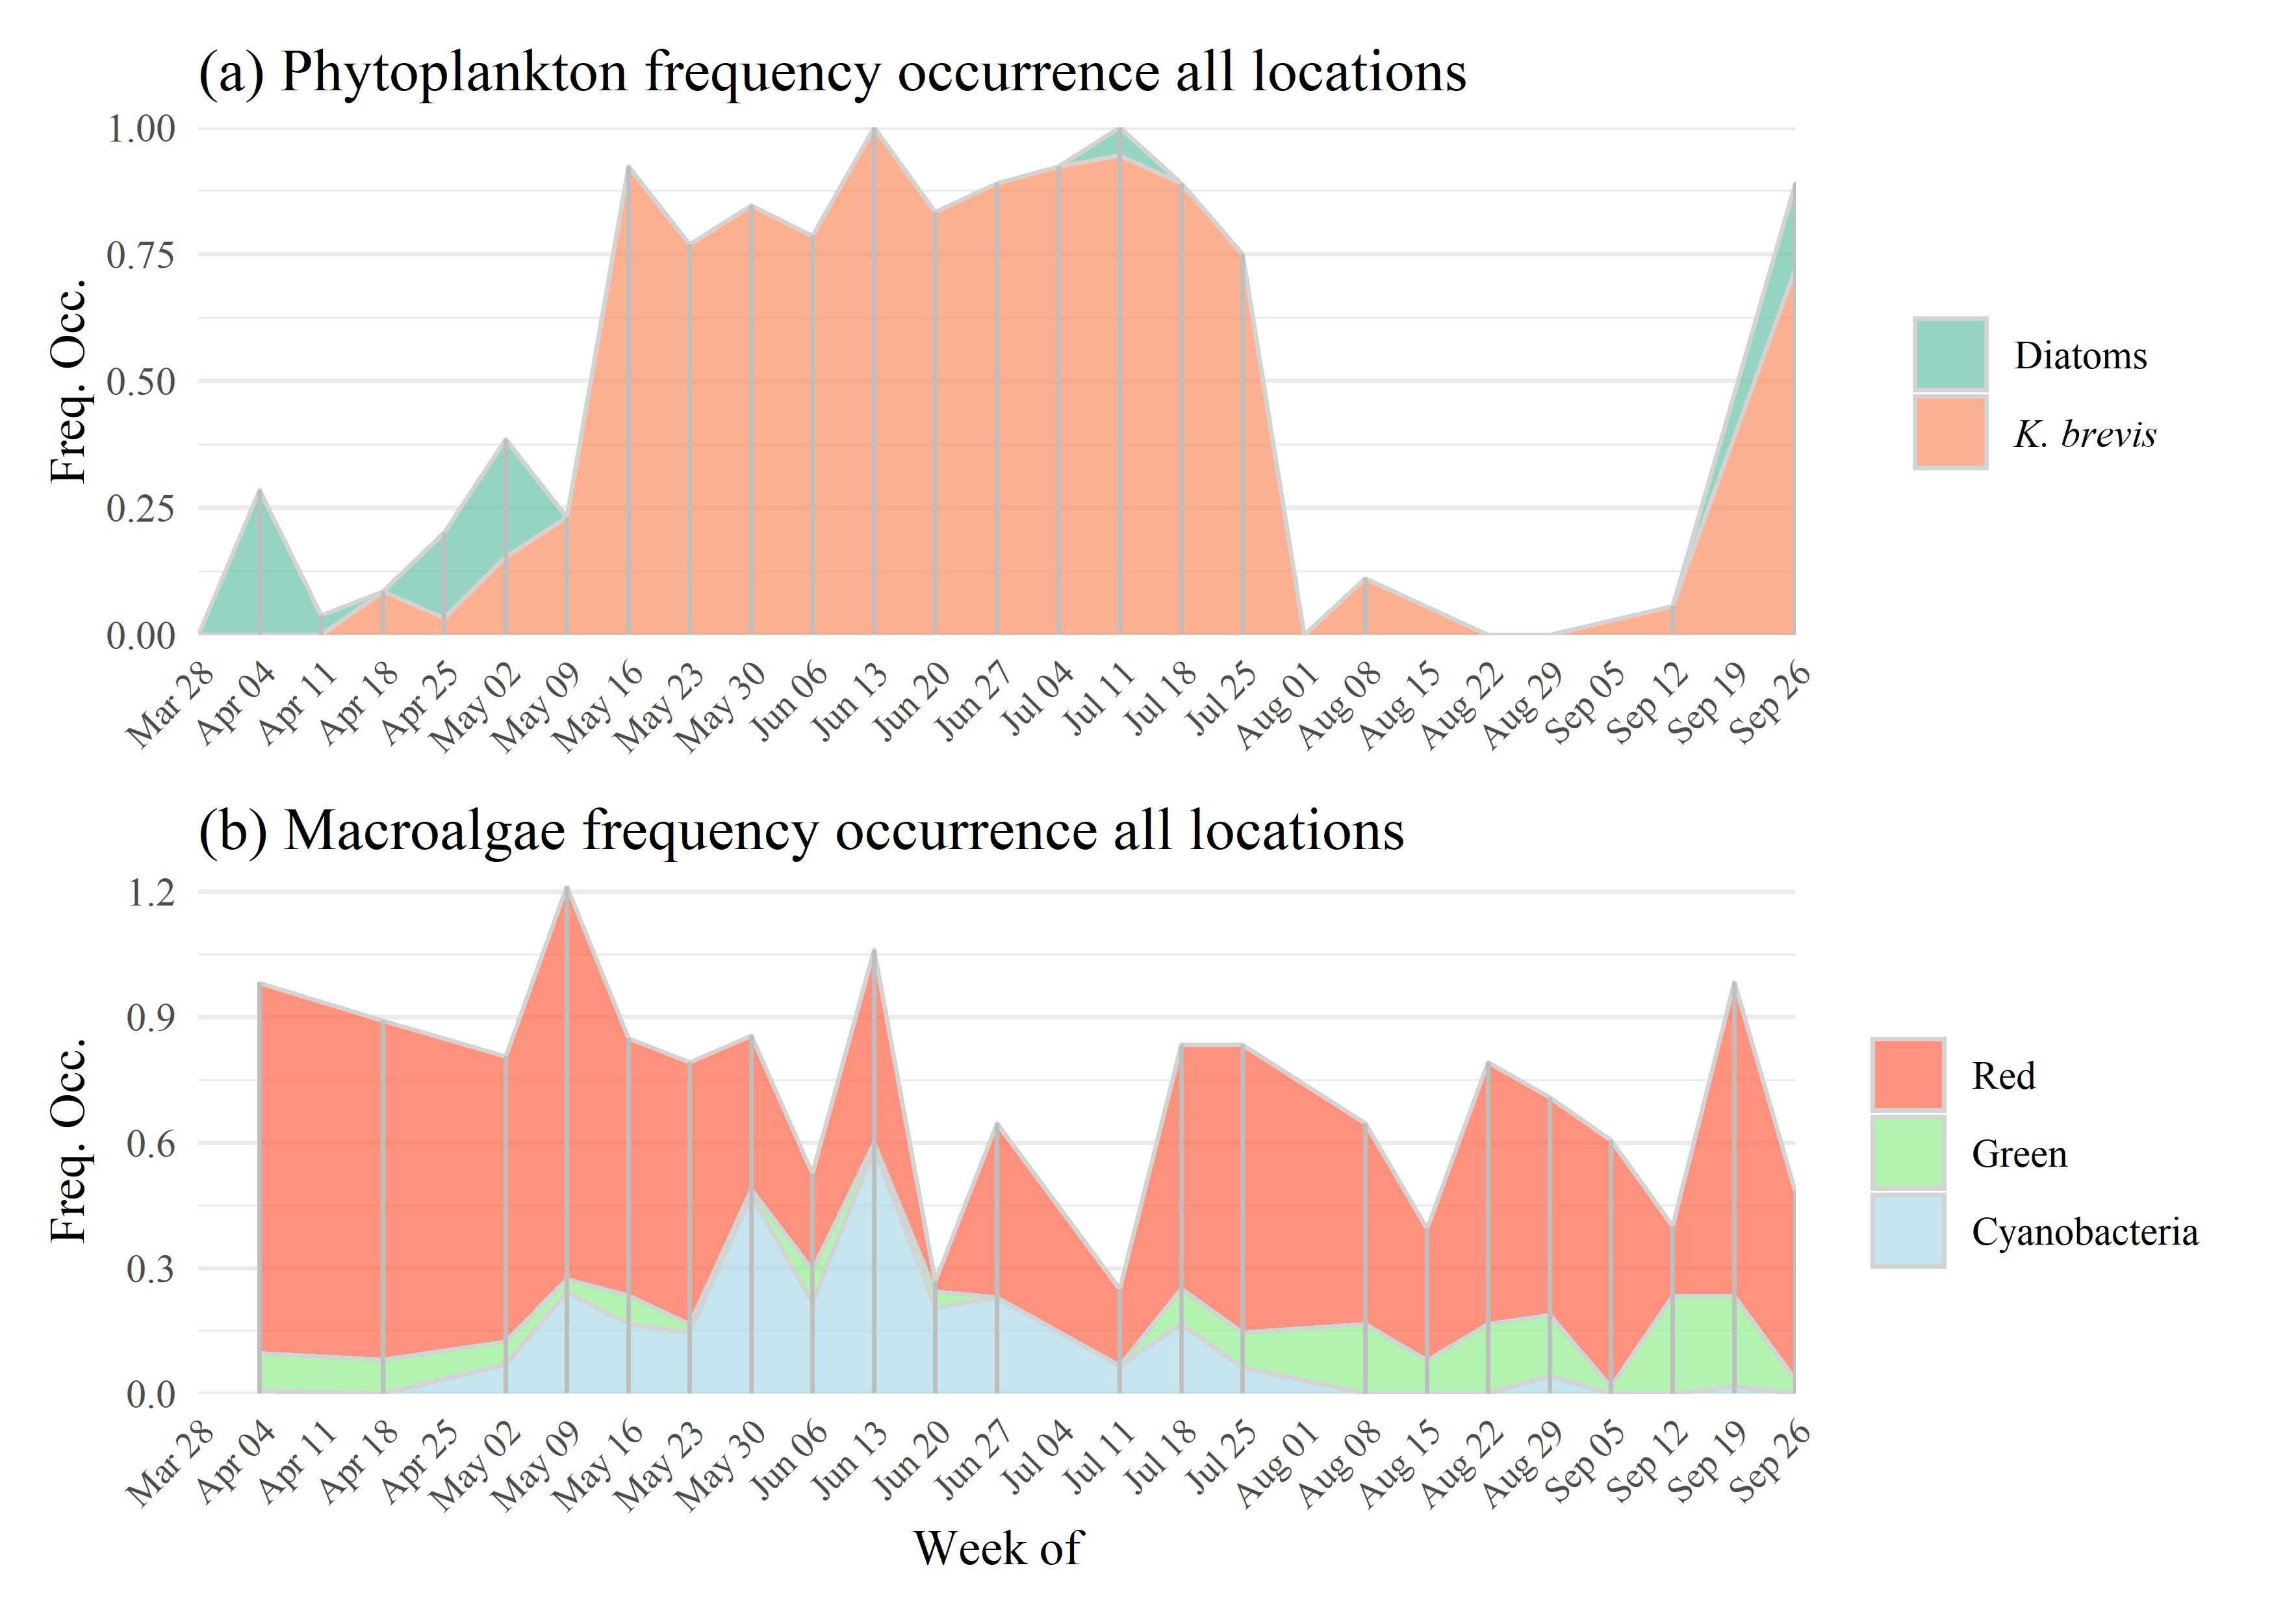 (a) Phytoplankton frequency occurrence all locations
1.00
0.75
0.50
0.25
0.00
Freq. Occ.
Mar 28
Apr 04
Apr 11
Apr 18
Apr 25
May 02
May 09
May 16
May 23
May 30
Jun 06
Jun 13
Jun 20
Jun 27
Jul 04
Jul 11
Jul 18
Jul 25
Aug 01
Aug 08
Aug 15
Aug 22
Aug 29
Sep 05
Sep 12
Sep 19
Sep 26
Diatoms
K. brevis
(b) Macroalgae frequency occurrence all locations
1.2
0.9
0.6
0.3
0.0
Freq. Occ.
Mar 28
Apr 04
Apr 11
Apr 18
Apr 25
May 02
May 09
May 16
May 23
May 30
Jun 06
Jun 13
Jun 20
Jun 27
Jul 04
Jul 11
Jul 18
Jul 25
Aug 01
Aug 08
Aug 15
Aug 22
Aug 29
Sep 05
Sep 12
Sep 19
Sep 26
Week of
Red
Green
Cyanobacteria